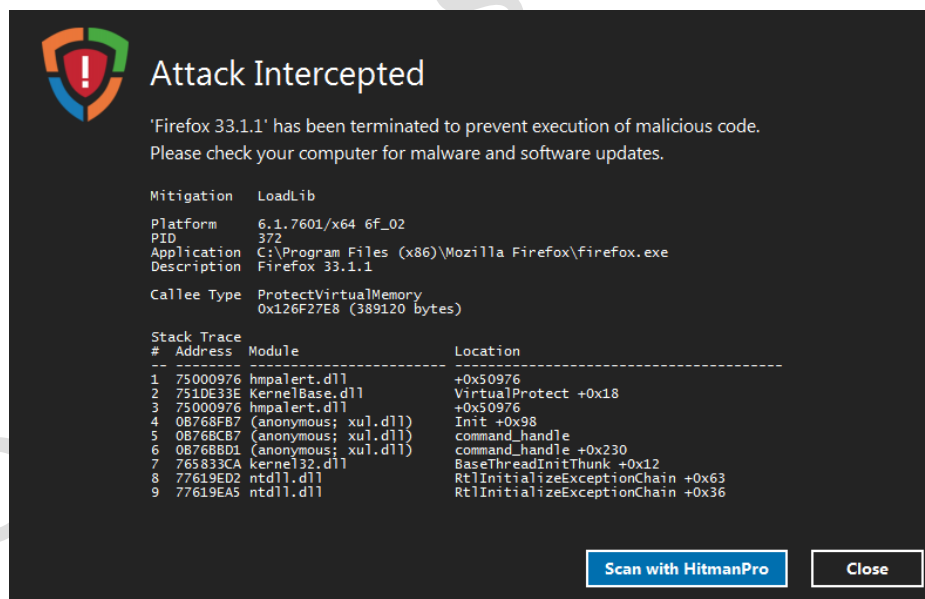 Attack Intercepted
'Firefox 33.1.1' has been terminated to prevent execution of malicious code.
Please check your computer for malware and software updates.
Mitigation LoadLib
Platform 6.1.7601/x64 6f_02
PID 372
Application C:\Program Files (x86)\Mozilla Firefox\firefox.exe
Description Firefox 33.1.1
Callee Type ProtectVirtualMemory
0x126F27E8 (389120 bytes)
Stack Trace
# Address Module Location
-- -------- ------------------------ ----------------------------------------
1 75000976 hmpalert.dll +0x50976
2 751DE33E KernelBase.dll VirtualProtect +0x18
3 75000976 hmpalert.dll +0x50976
4 0B768FB7 (anonymous; xul.dll) Init +0x98
5 0B76BCB7 (anonymous; xul.dll) command_handle
6 0B76BBD1 (anonymous; xul.dll) command_handle +0x230
7 765833CA kernel32.dll BaseThreadInitThunk +0x12
8 77619ED2 ntdll.dll RtlInitializeExceptionChain +0x63
9 77619EA5 ntdll.dll RtlInitializeExceptionChain +0x36
Scan with HitmanPro Close